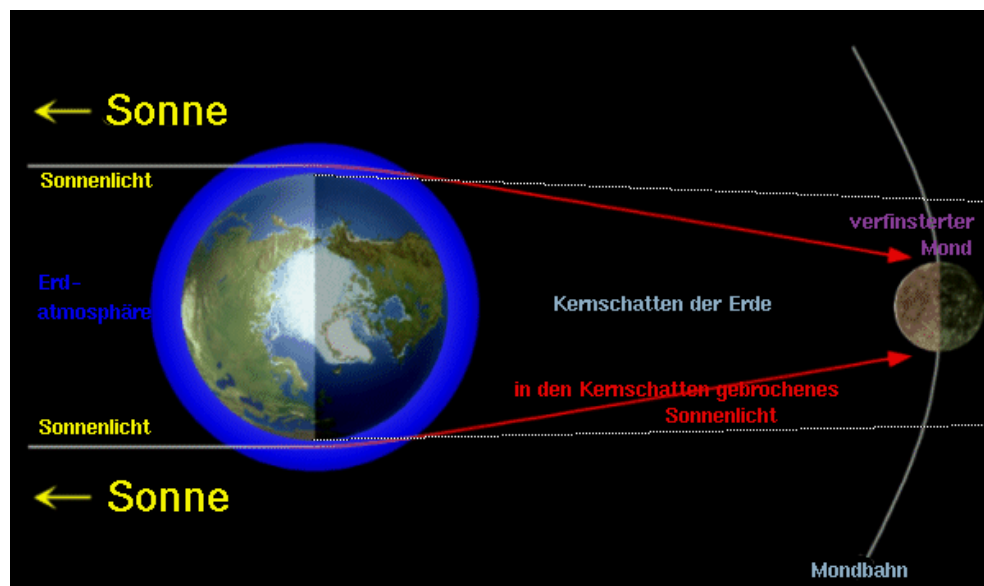 Sonne
Sonnenlicht
verfinsterter
Mond
Erd-
atmosphäre
Kernschatten der Erde
in den Kernschatten gebrochenes
Sonnenlicht
Sonnenlicht
Sonne
Mondbahn